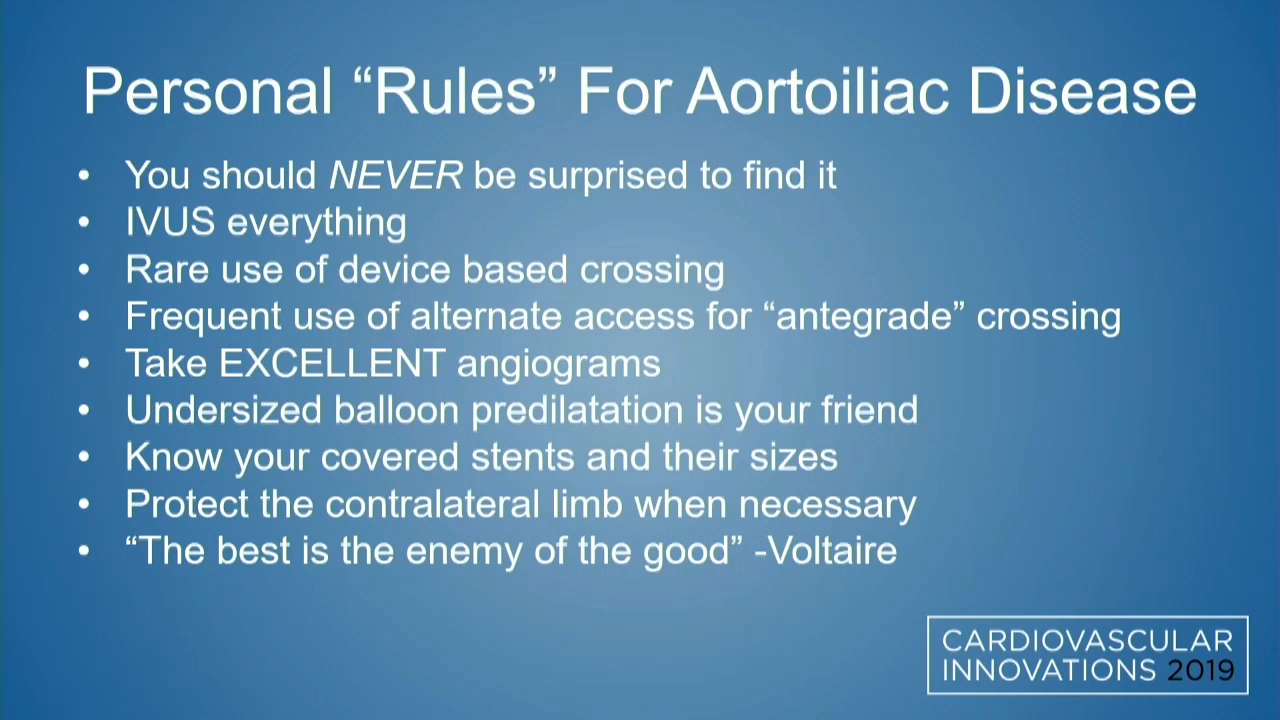 Personal “Rules” For Aortoiliac Disease
• You should NEVER be surprised to find it
• IVUS everything
• Rare use of device based crossing
• Frequent use of alternate access for “antegrade” crossing
• Take EXCELLENT angiograms
• Undersized balloon predilatation is your friend
• Know your covered stents and their sizes
• Protect the contralateral limb when necessary
• “The best is the enemy of the good” -Voltaire
CARDIOVASCULAR
INNOVATIONS 2019